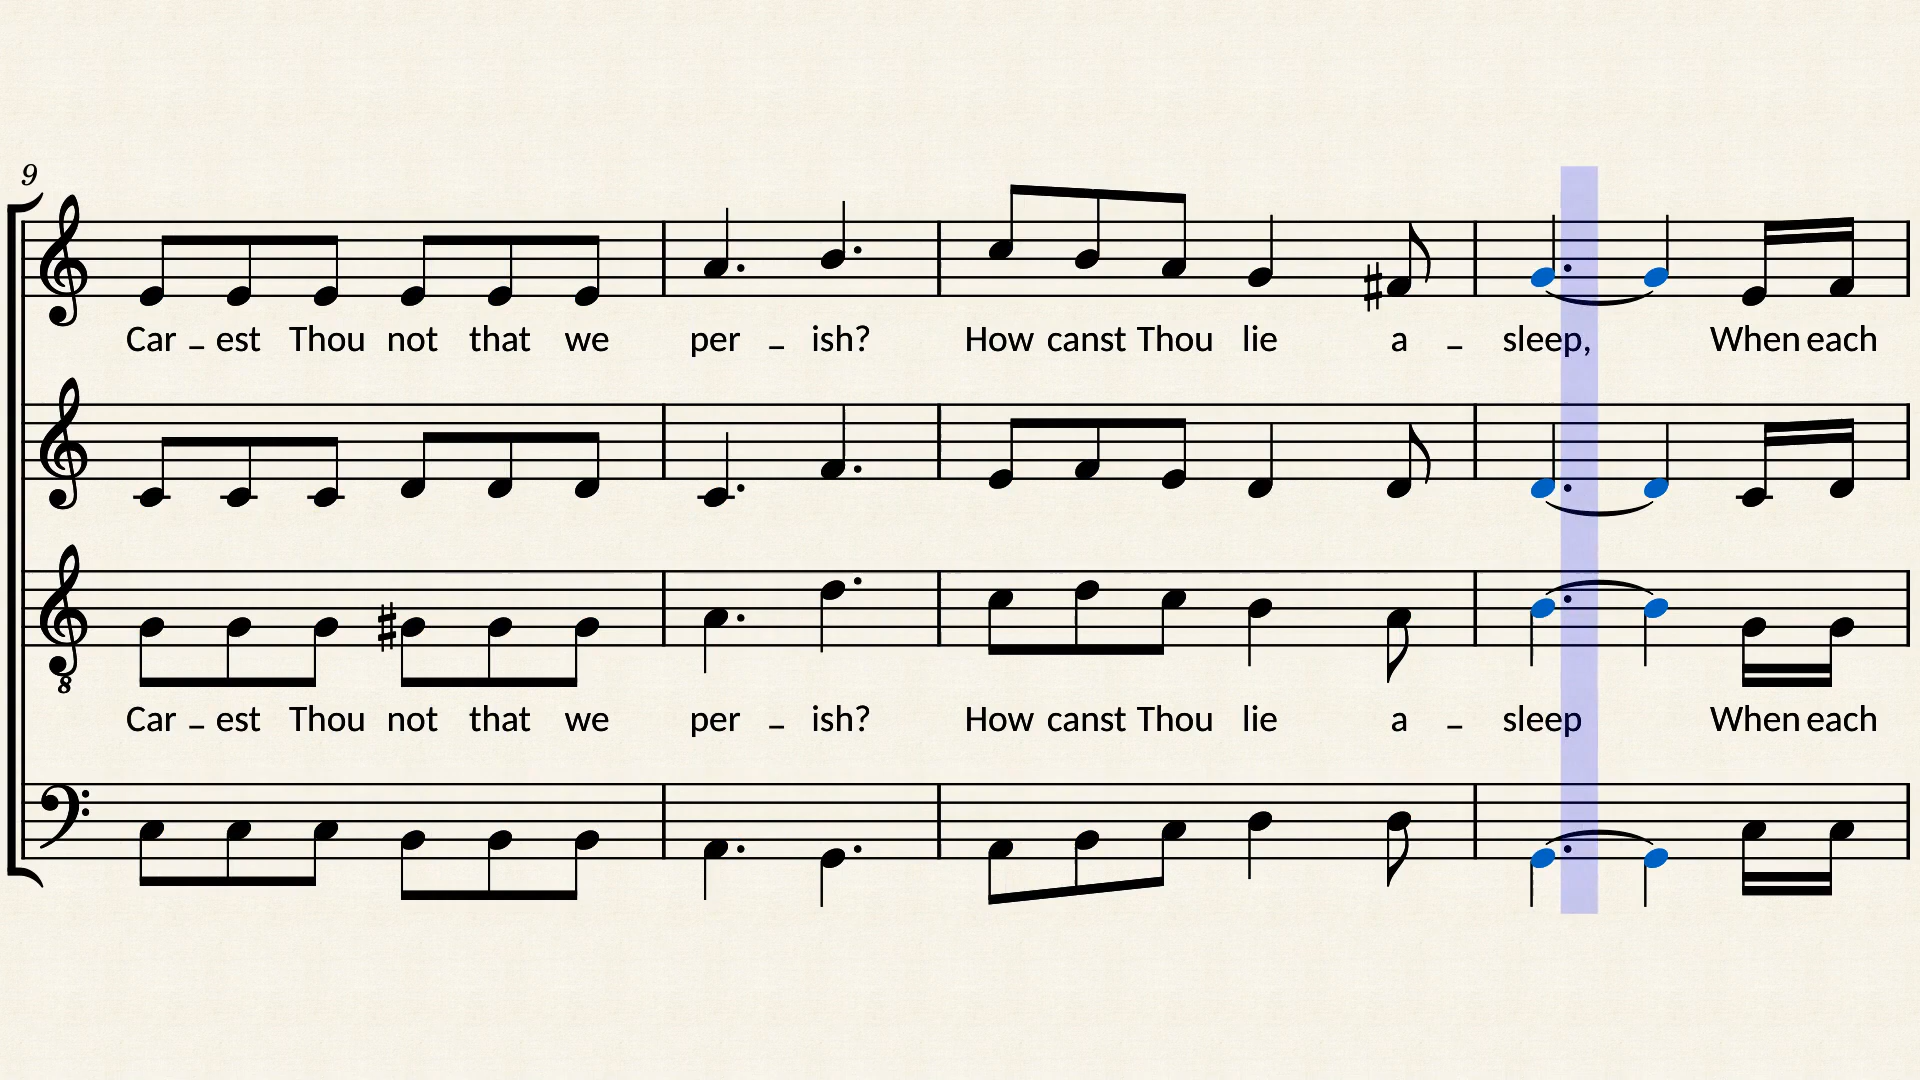 9
Car – est Thou not that we per – ish? How canst Thou lie a – sleep, When each
8
Car – est Thou not that we per – ish? How canst Thou lie a – sleep When each